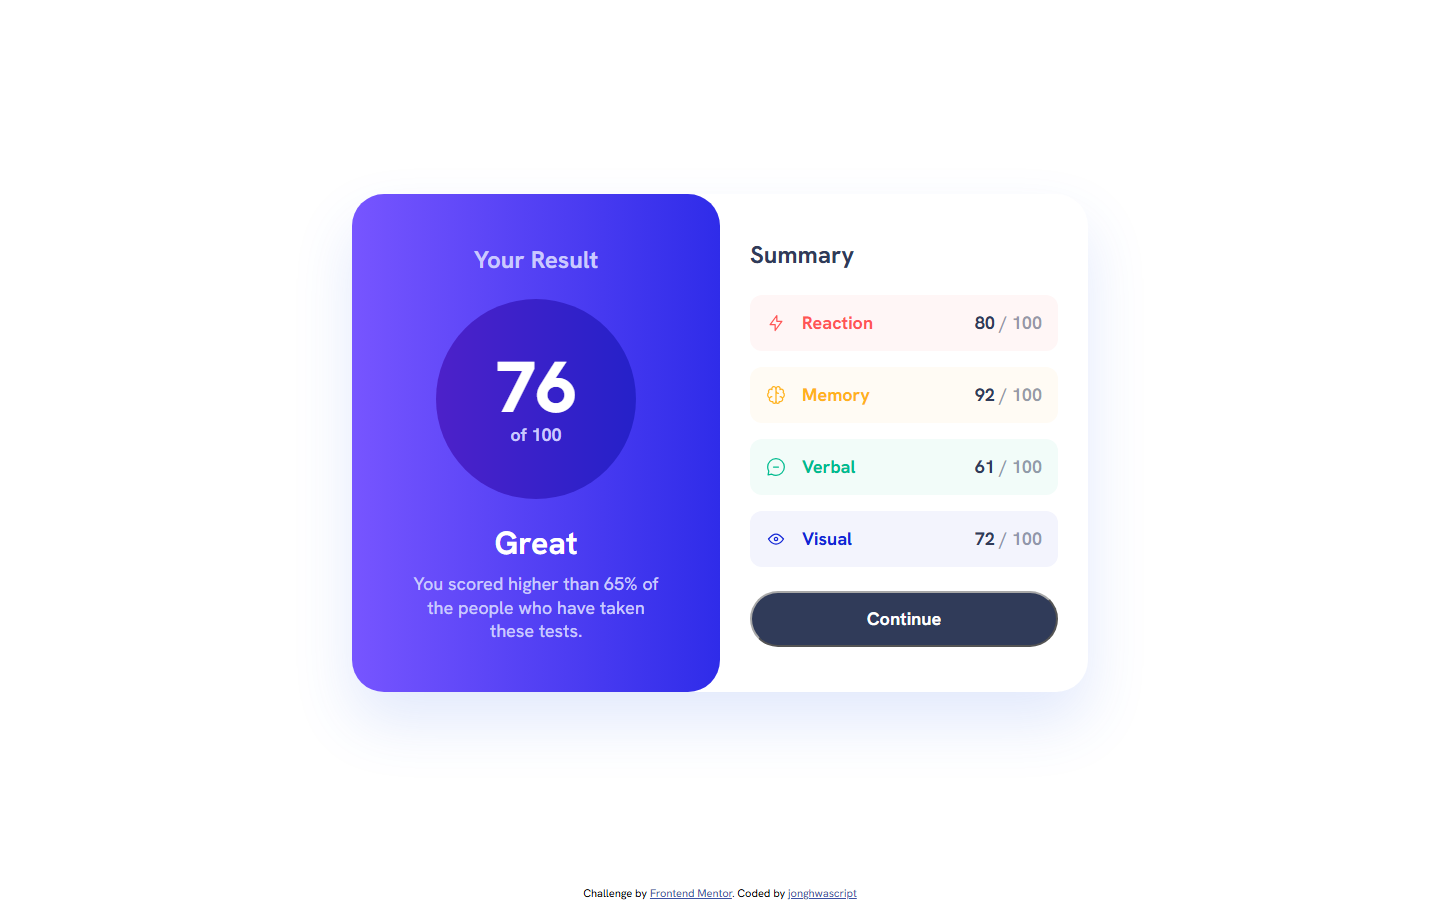 Your Result
76
of 100
Great
You scored higher than 65% of
the people who have taken
these tests.
Summary
Reaction 80 / 100
Memory 92 / 100
Verbal 61 / 100
Visual 72 / 100
Continue
Challenge by Frontend Mentor. Coded by jonghwascript